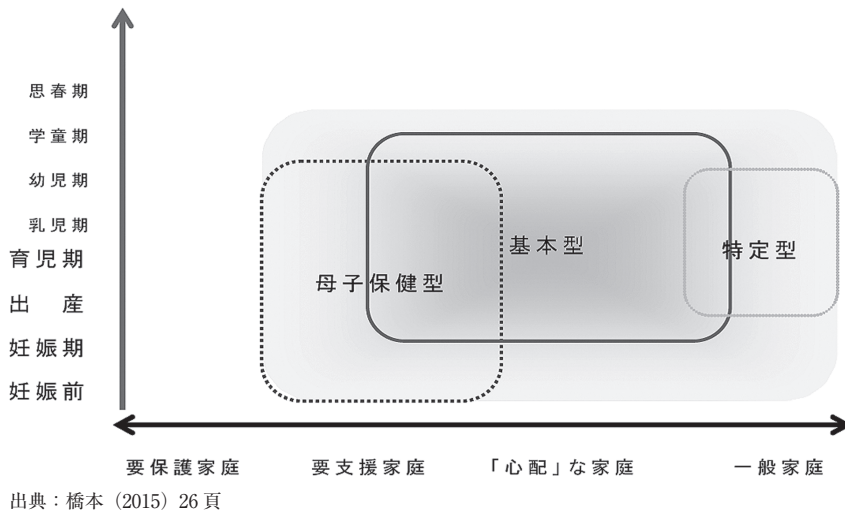 思春期
学童期
幼児期
乳児期
育児期
出　産
妊娠期
妊娠前
基本型
特定型
母子保健型
要保護家庭
要支援家庭
「心配」な家庭
一般家庭
出典：橋本（2015）26頁